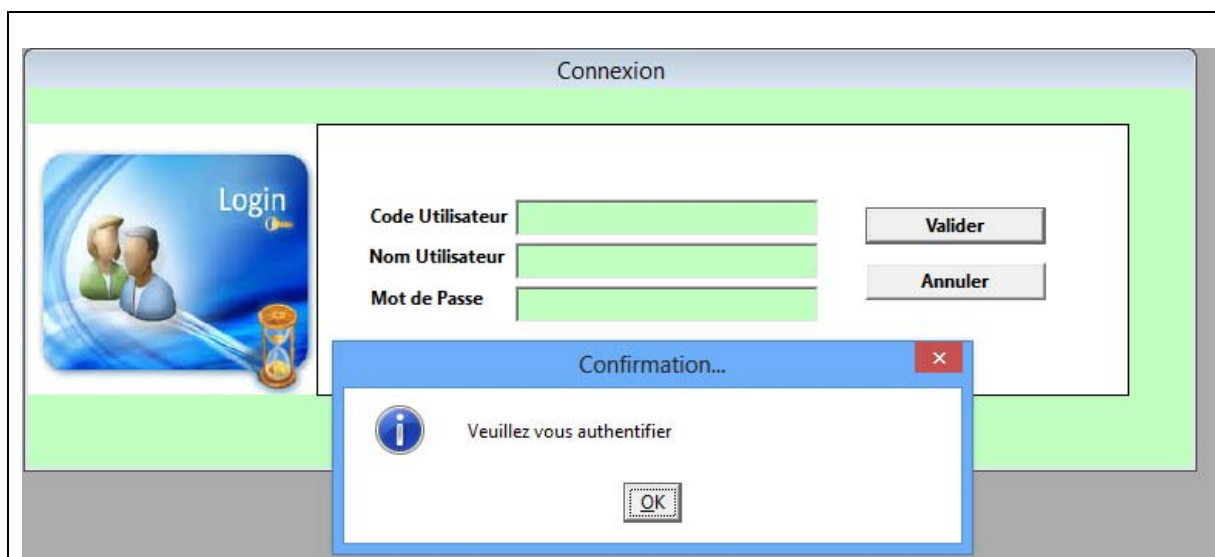 Connexion
Login
Code Utilisateur
Valider
Nom Utilisateur
Annuler
Mot de Passe
Confirmation...
Veuillez vous authentifier
OK